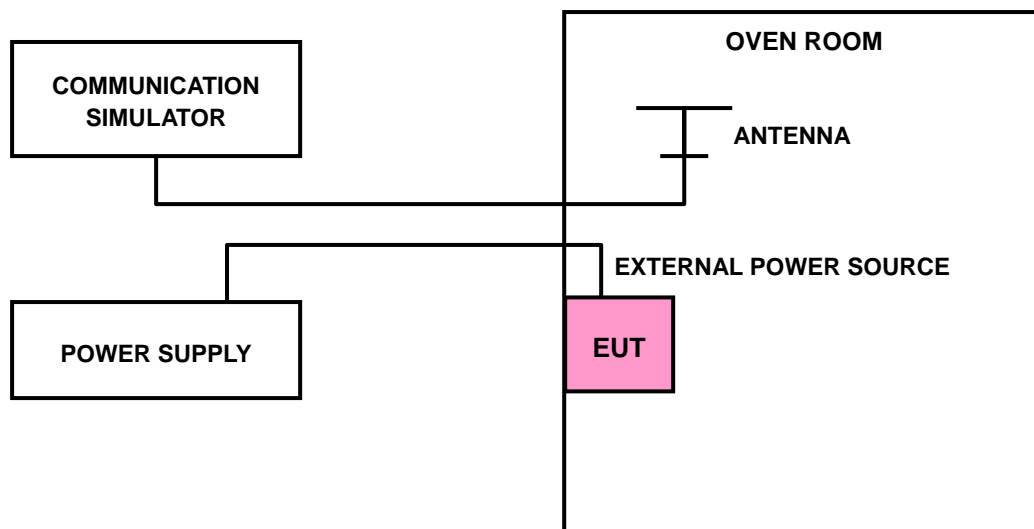 OVEN ROOM
COMMUNICATION
SIMULATOR
ANTENNA
EXTERNAL POWER SOURCE
POWER SUPPLY
EUT